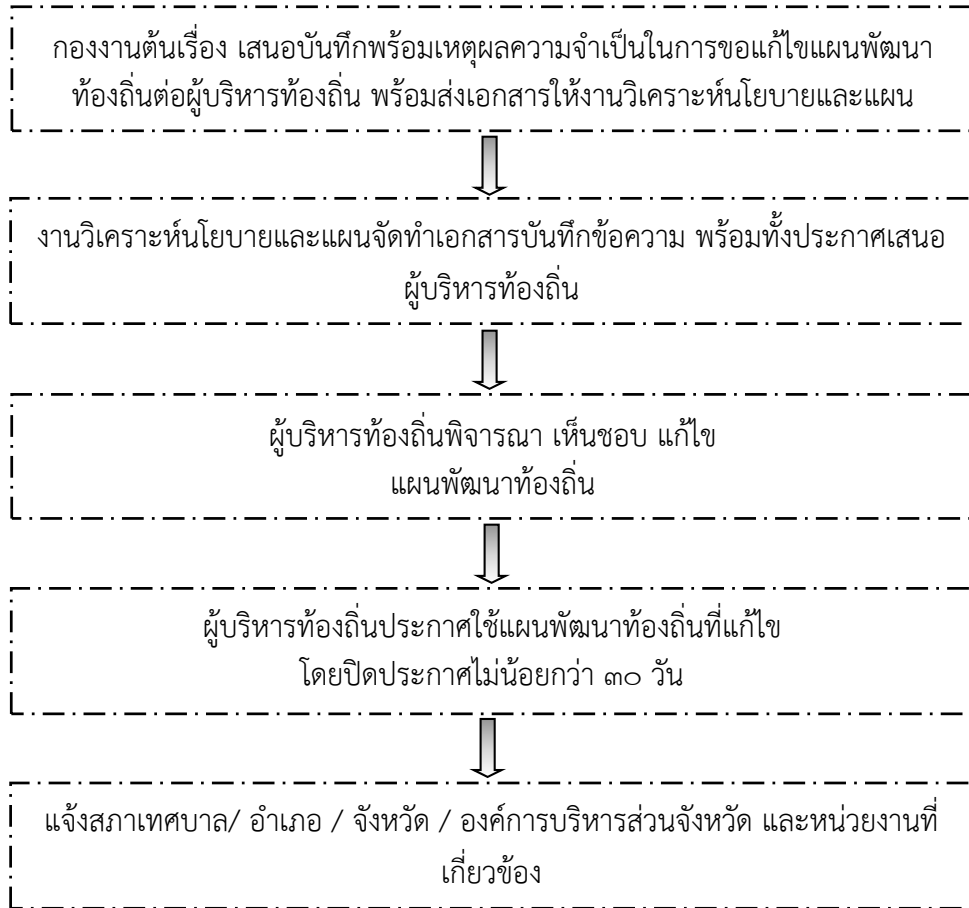 กองงานต้นเรื่อง เสนอบันทึกพร้อมเหตุผลความจำเป็นในการขอแก้ไขแผนพัฒนา
ท้องถิ่นต่อผู้บริหารท้องถิ่น พร้อมส่งเอกสารให้งานวิเคราะห์นโยบายและแผน
งานวิเคราะห์นโยบายและแผนจัดทำเอกสารบันทึกข้อความ พร้อมทั้งประกาศเสนอ
ผู้บริหารท้องถิ่น
ผู้บริหารท้องถิ่นพิจารณา เห็นชอบ แก้ไข
แผนพัฒนาท้องถิ่น
ผู้บริหารท้องถิ่นประกาศใช้แผนพัฒนาท้องถิ่นที่แก้ไข
โดยปิดประกาศไม่น้อยกว่า ๓๐ วัน
แจ้งสภาเทศบาล/ อำเภอ / จังหวัด / องค์การบริหารส่วนจังหวัด และหน่วยงานที่
เกี่ยวข้อง